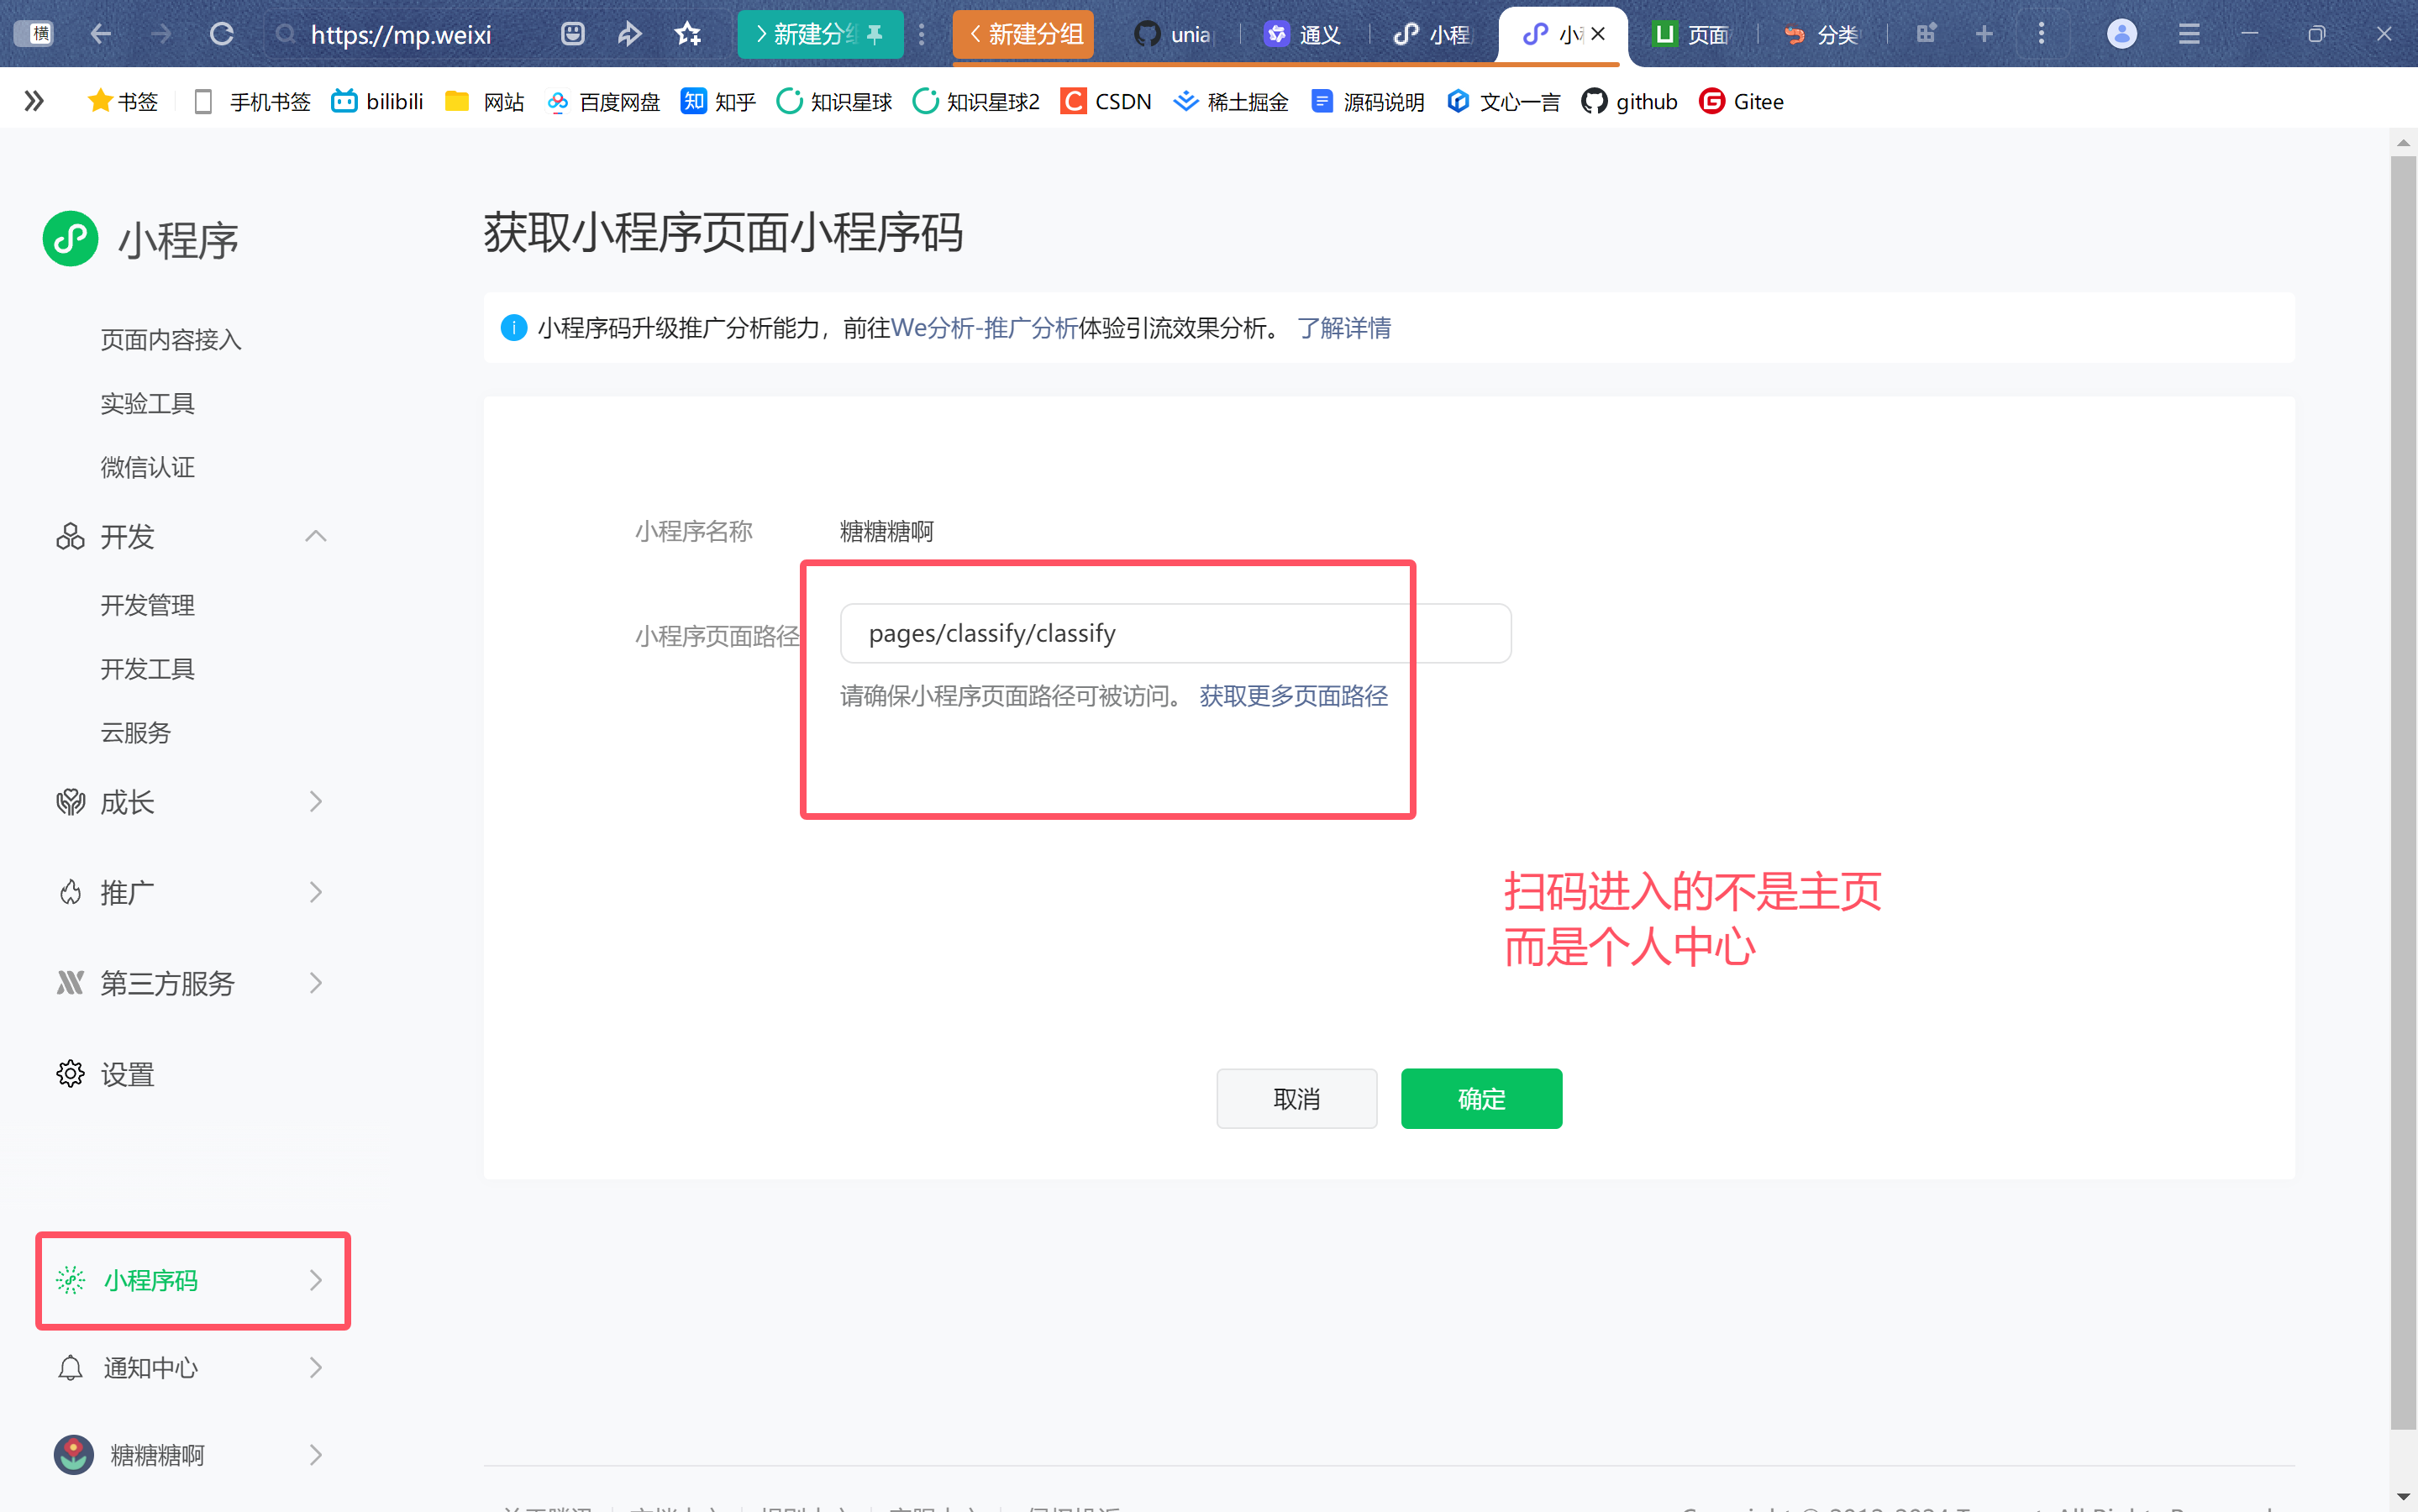 横
https://mp.weixi
新建分
新建分组
unia
通义
小程
小
页面
分类
书签
手机书签
bilibili
网站
百度网盘
知 知乎
知识星球
知识星球2
C CSDN
稀土掘金
源码说明
文心一言
github
G Gitee
小程序
页面内容接入
实验工具
微信认证
开发
开发管理
开发工具
云服务
成长
推广
第三方服务
设置
小程序码
通知中心
糖糖糖啊
获取小程序页面小程序码
小程序码升级推广分析能力，前往We分析-推广分析体验引流效果分析。 了解详情
小程序名称 糖糖糖啊
小程序页面路径 pages/classify/classify
请确保小程序页面路径可被访问。 获取更多页面路径
扫码进入的不是主页
而是个人中心
取消 确定